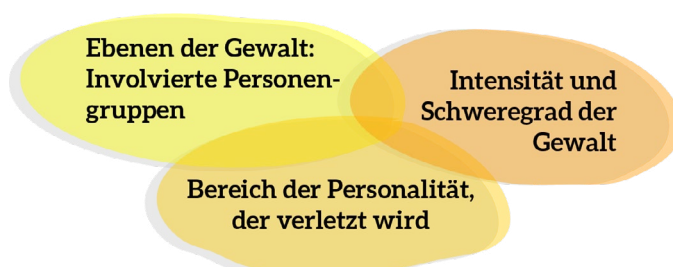 Ebenen der Gewalt:
Involvierte Personen-
gruppen
Intensität und
Schweregrad der
Gewalt
Bereich der Personalität,
der verletzt wird